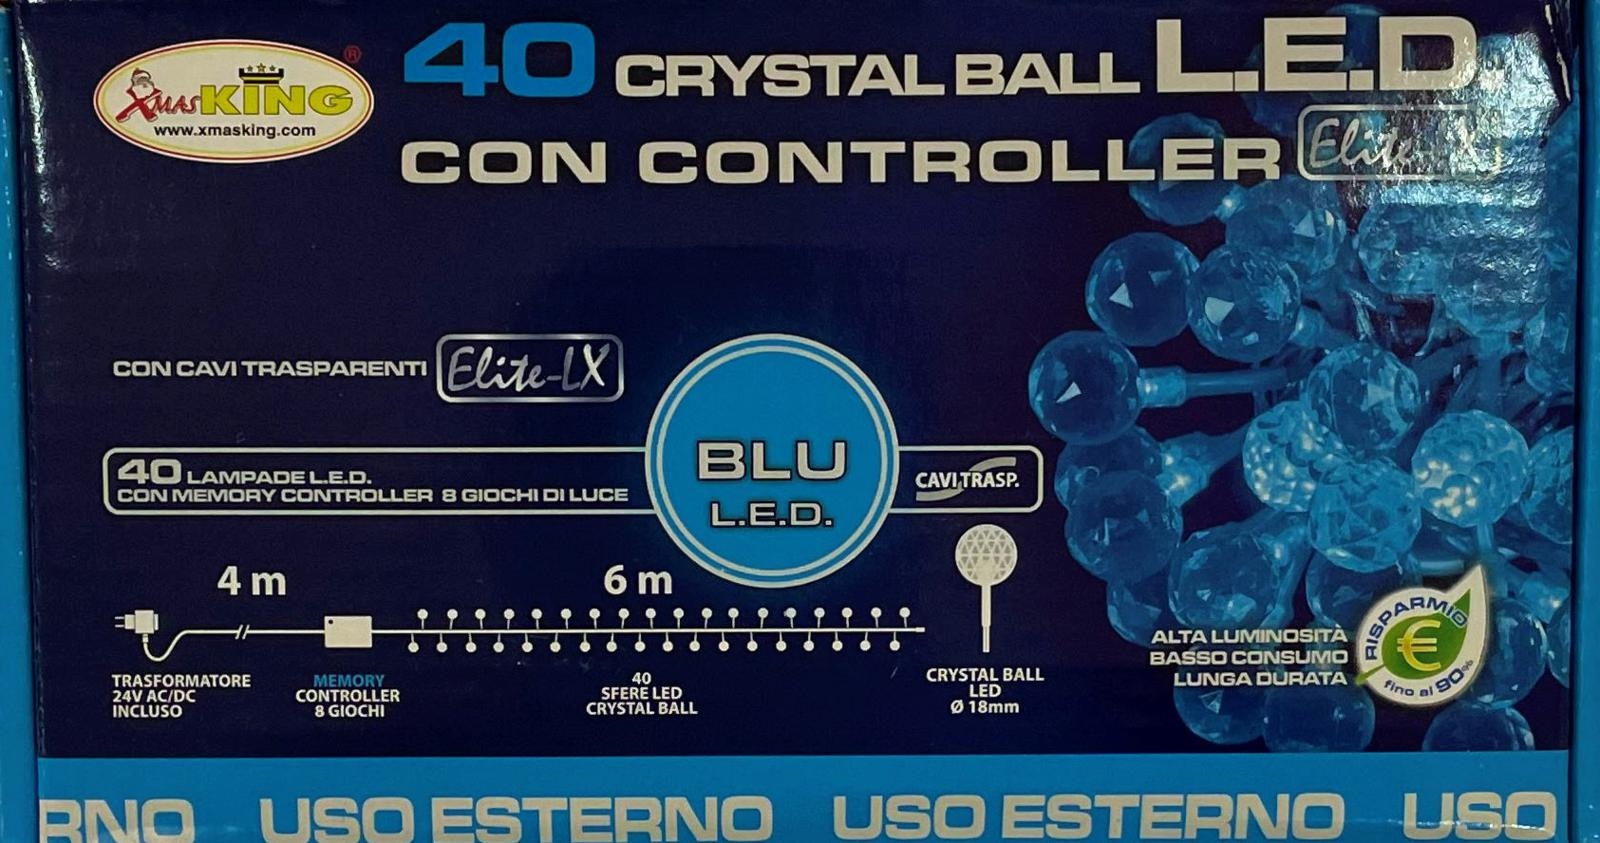 40 CRYSTAL BALL L.E.D.
XMASKING ®
www.xmasking.com
CON CONTROLLER Elite-LX
CON CAVI TRASPARENTI Elite-LX
40 LAMPADE L.E.D.
CON MEMORY CONTROLLER 8 GIOCHI DI LUCE
BLU
L.E.D.
CAVI TRASP.
4 m
6 m
TRASFORMATORE
24V AC/DC
INCLUSO
MEMORY
CONTROLLER
8 GIOCHI
40
SFERE LED
CRYSTAL BALL
CRYSTAL BALL
LED
Ø 18mm
ALTA LUMINOSITÀ
BASSO CONSUMO
LUNGA DURATA
RISPARMIO
€
fino al 90%
RNO USO ESTERNO USO ESTERNO USO